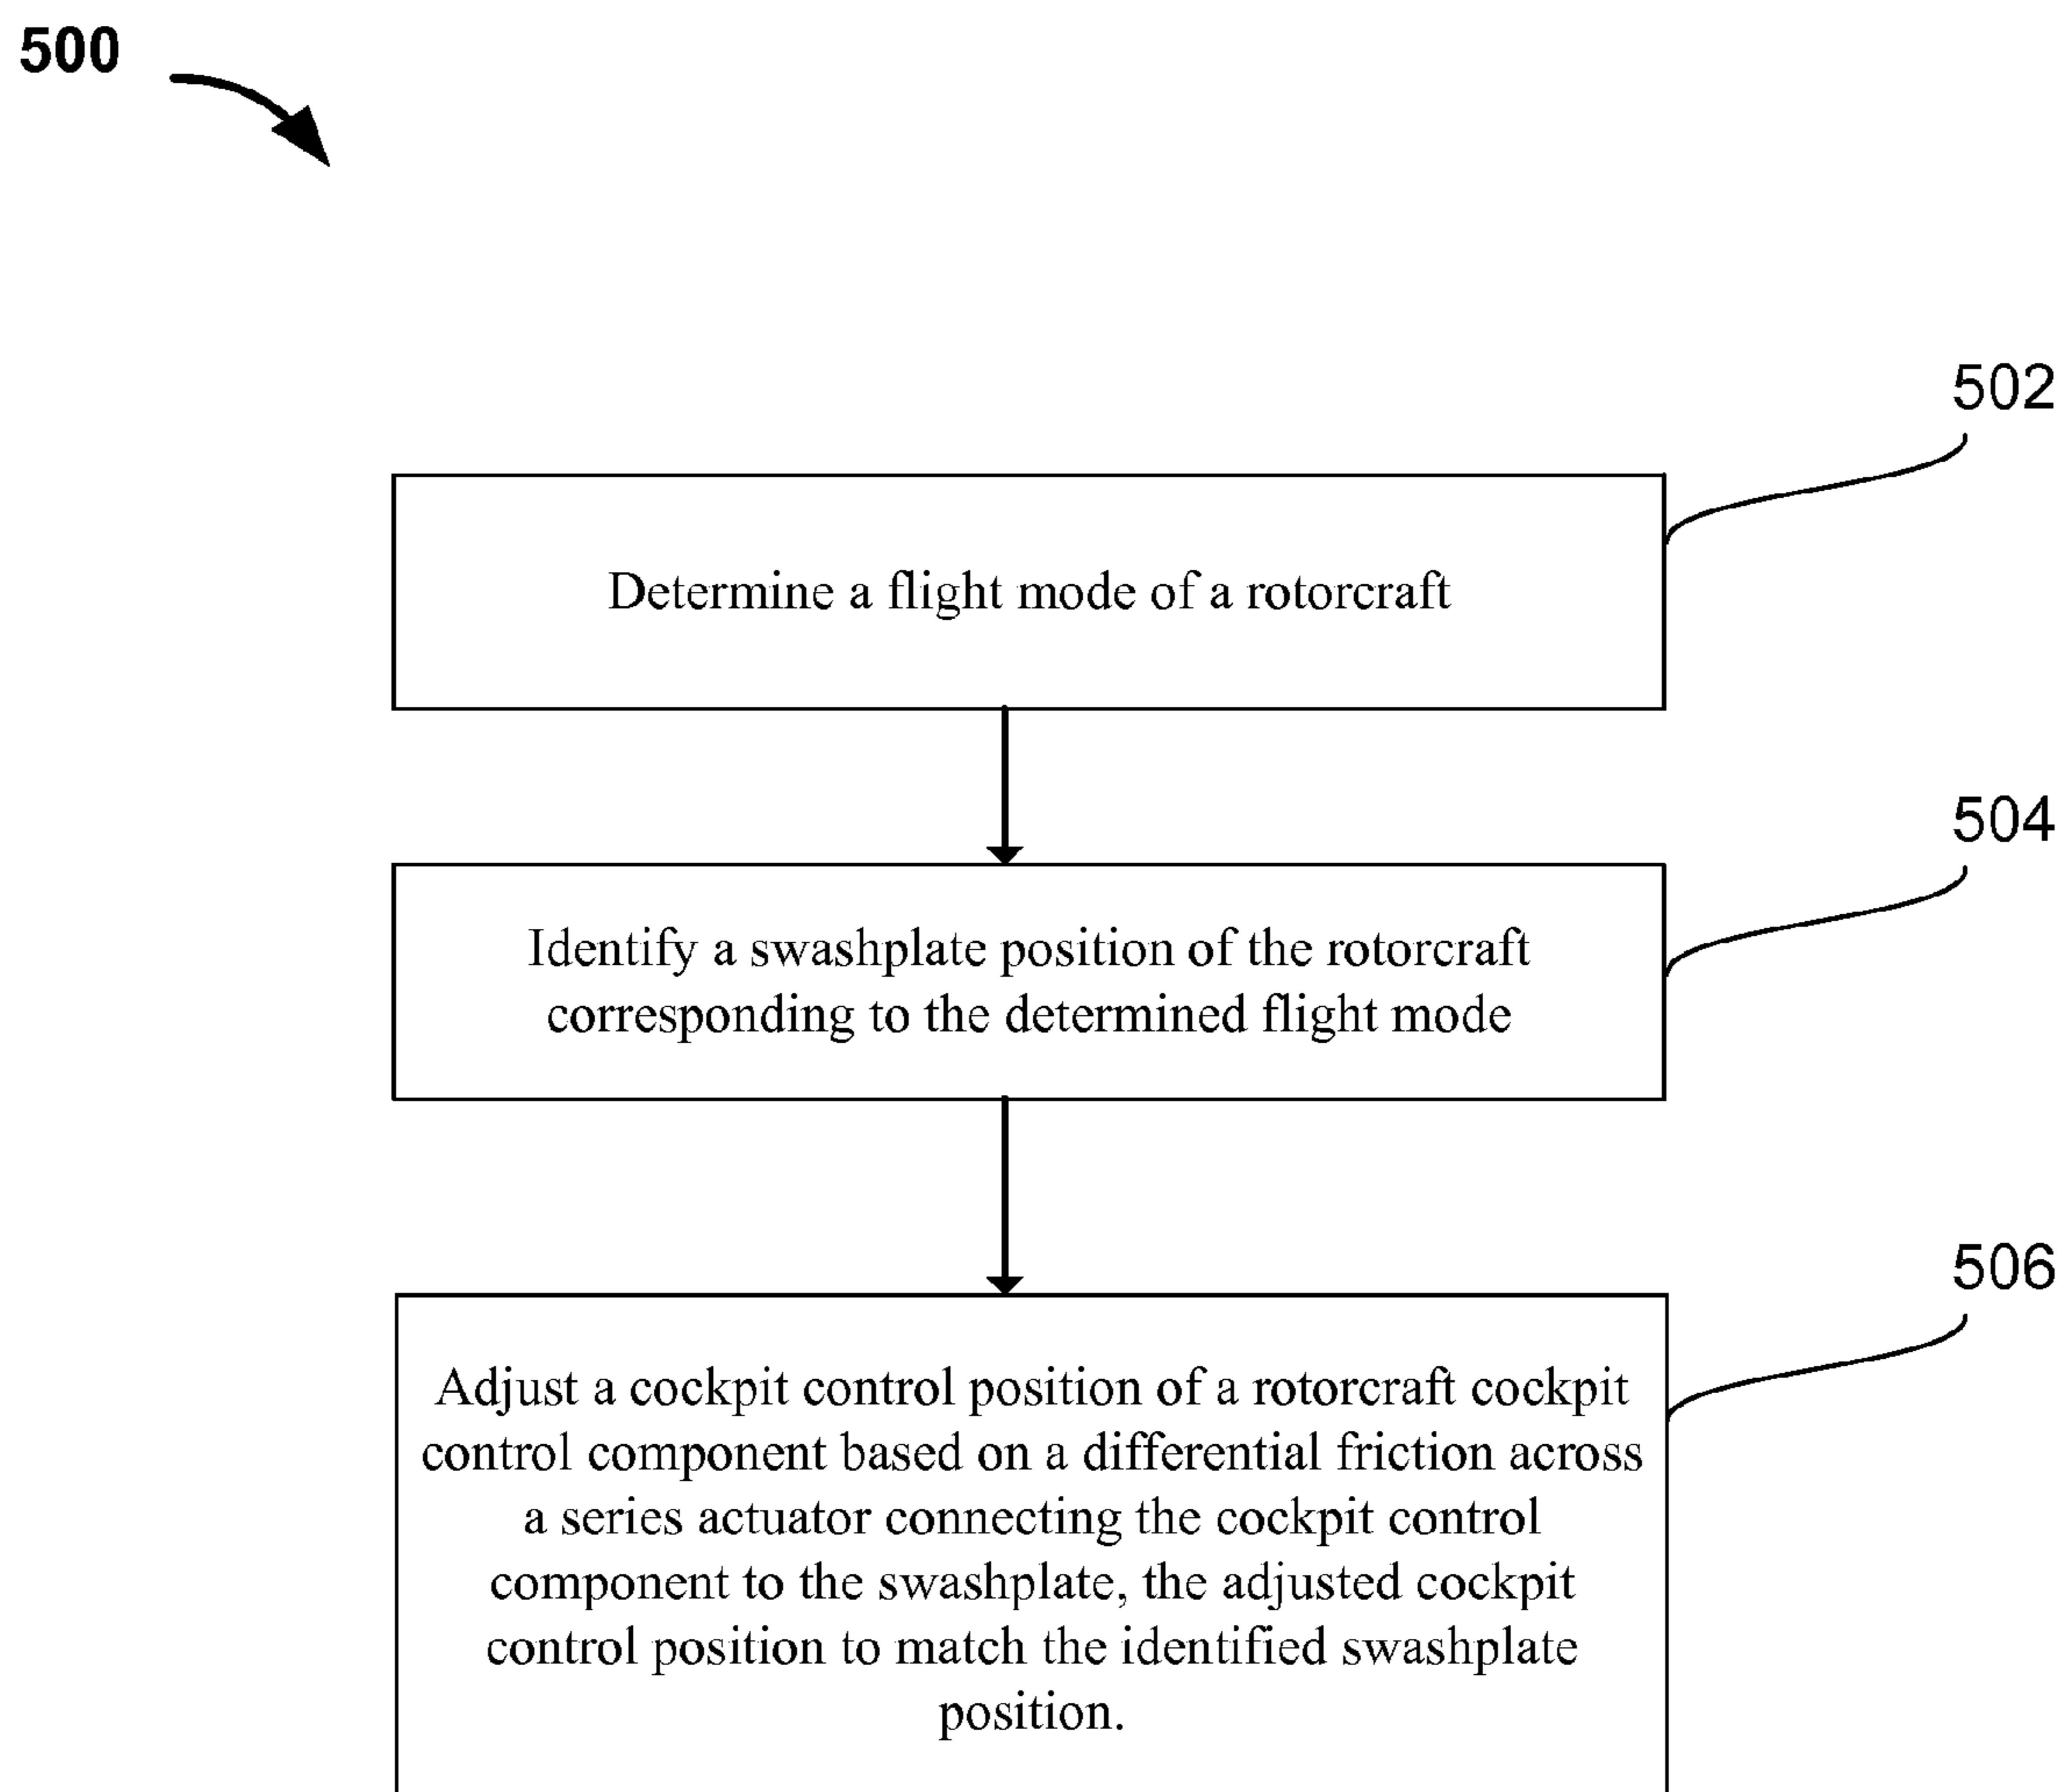 500
502
Determine a flight mode of a rotorcraft
504
Identify a swashplate position of the rotorcraft
corresponding to the determined flight mode
506
Adjust a cockpit control position of a rotorcraft cockpit
control component based on a differential friction across
a series actuator connecting the cockpit control
component to the swashplate, the adjusted cockpit
control position to match the identified swashplate
position.